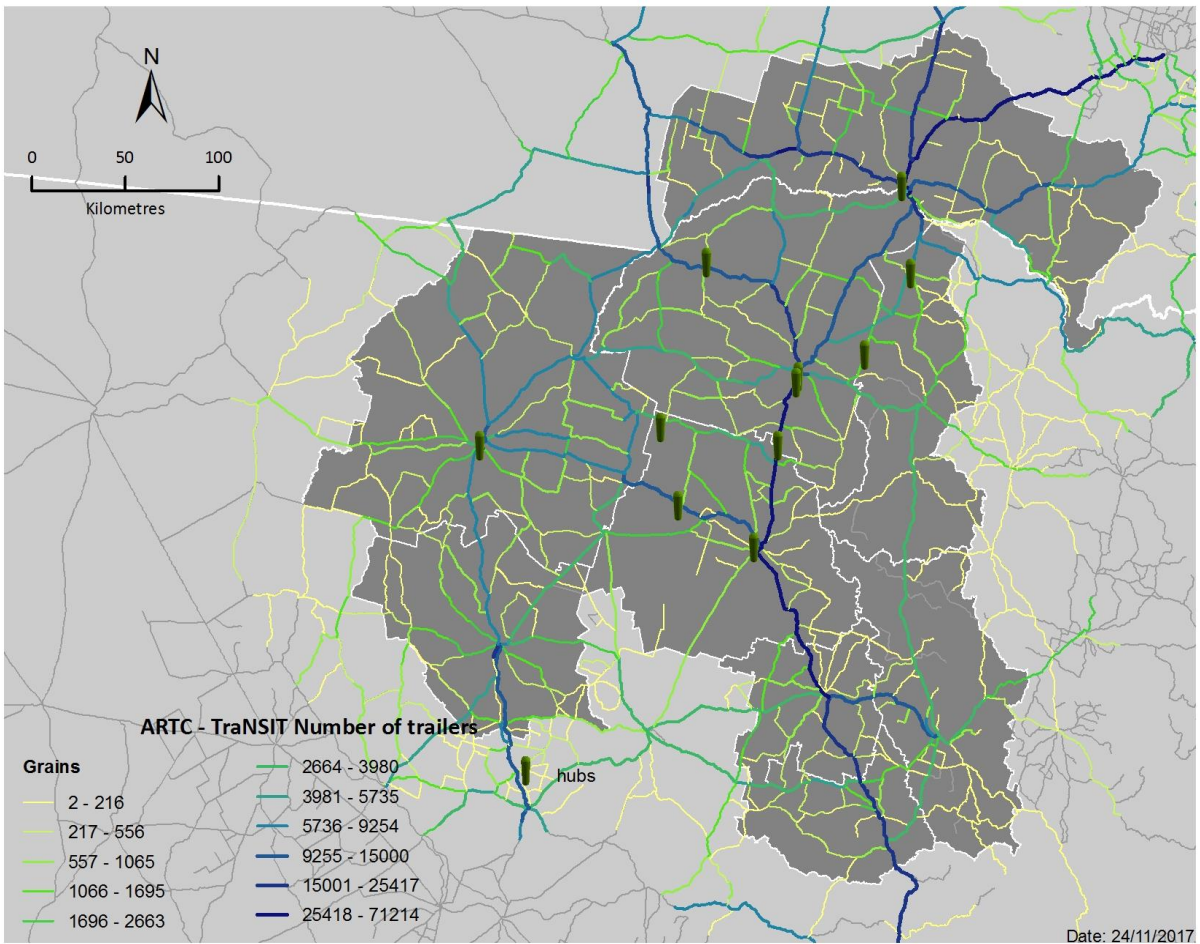 N
0 50 100
Kilometres
ARTC - TraNSIT Number of trailers
Grains
2 - 216
217 - 556
557 - 1065
1066 - 1695
1696 - 2663
2664 - 3980
3981 - 5735
5736 - 9254
9255 - 15000
15001 - 25417
25418 - 71214
hubs
Date: 24/11/2017